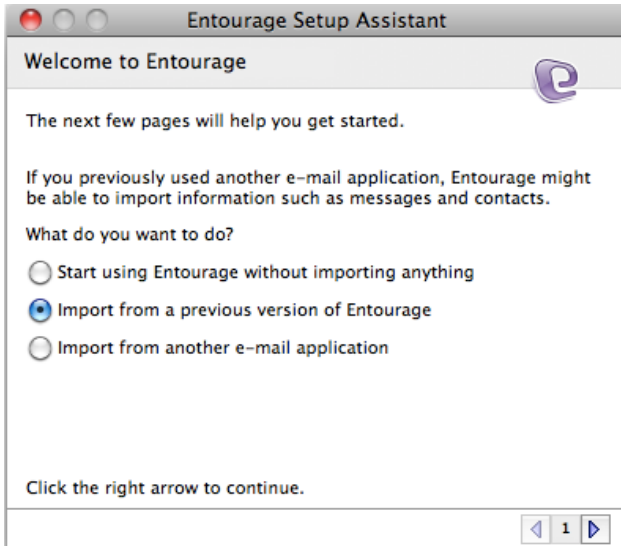 Entourage Setup Assistant
Welcome to Entourage
The next few pages will help you get started.
If you previously used another e-mail application, Entourage might
be able to import information such as messages and contacts.
What do you want to do?
Start using Entourage without importing anything
Import from a previous version of Entourage
Import from another e-mail application
Click the right arrow to continue.
1